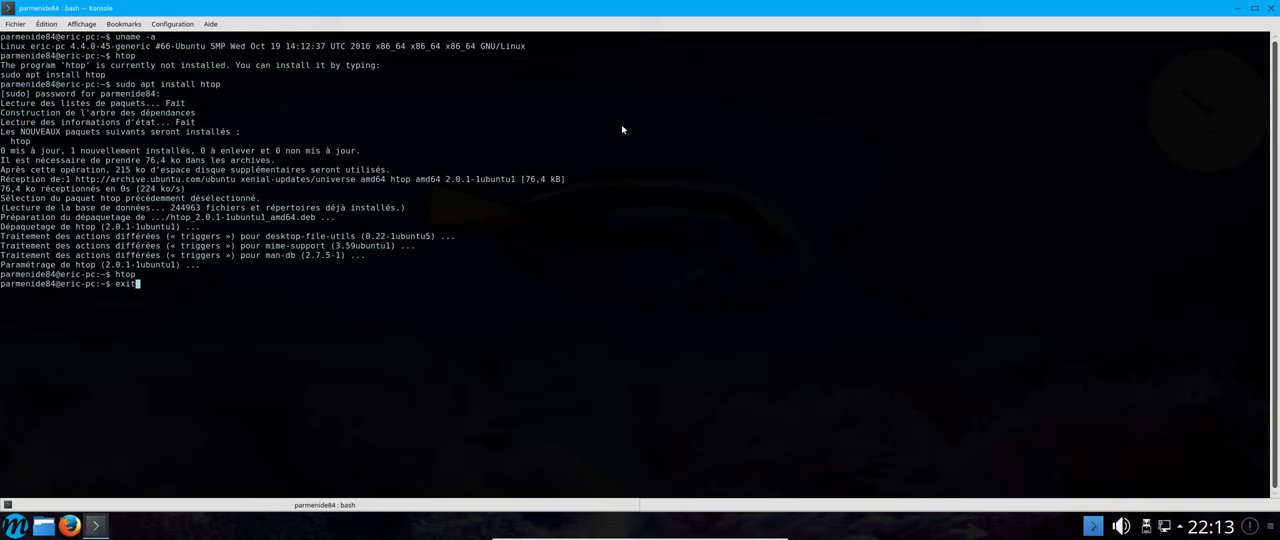 parmenide84 : bash — Konsole
Fichier Édition Affichage Bookmarks Configuration Aide
parmenide84@eric-pc:~$ uname -a
Linux eric-pc 4.4.0-45-generic #66-Ubuntu SMP Wed Oct 19 14:12:37 UTC 2016 x86_64 x86_64 x86_64 GNU/Linux
parmenide84@eric-pc:~$ htop
The program 'htop' is currently not installed. You can install it by typing:
sudo apt install htop
parmenide84@eric-pc:~$ sudo apt install htop
[sudo] password for parmenide84:
Lecture des listes de paquets... Fait
Construction de l'arbre des dépendances
Lecture des informations d'état... Fait
Les NOUVEAUX paquets suivants seront installés :
htop
0 mis à jour, 1 nouvellement installés, 0 à enlever et 0 non mis à jour.
Il est nécessaire de prendre 76,4 ko dans les archives.
Après cette opération, 215 ko d'espace disque supplémentaires seront utilisés.
Réception de:1 http://archive.ubuntu.com/ubuntu xenial-updates/universe amd64 htop amd64 2.0.1-1ubuntu1 [76,4 kB]
76,4 ko réceptionnés en 0s (224 ko/s)
Sélection du paquet htop précédemment désélectionné.
(Lecture de la base de données... 244963 fichiers et répertoires déjà installés.)
Préparation du dépaquetage de .../htop_2.0.1-1ubuntu1_amd64.deb ...
Dépaquetage de htop (2.0.1-1ubuntu1) ...
Traitement des actions différées (« triggers ») pour desktop-file-utils (0.22-1ubuntu5) ...
Traitement des actions différées (« triggers ») pour mime-support (3.59ubuntu1) ...
Traitement des actions différées (« triggers ») pour man-db (2.7.5-1) ...
Paramétrage de htop (2.0.1-1ubuntu1) ...
parmenide84@eric-pc:~$ htop
parmenide84@eric-pc:~$ exit
parmenide84 : bash
22:13